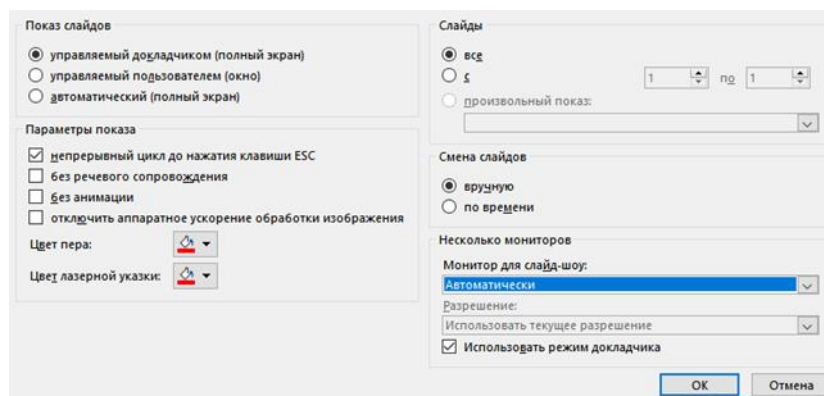 Показ слайдов
управляемый докладчиком (полный экран)
управляемый пользователем (окно)
автоматический (полный экран)
Параметры показа
непрерывный цикл до нажатия клавиши ESC
без речевого сопровождения
без анимации
отключить аппаратное ускорение обработки изображения
Цвет пера:
Цвет лазерной указки:
Слайды
все
с 1 по 1
произвольный показ:
Смена слайдов
вручную
по времени
Несколько мониторов
Монитор для слайд-шоу:
Автоматически
Разрешение:
Использовать текущее разрешение
Использовать режим докладчика
ОК Отмена